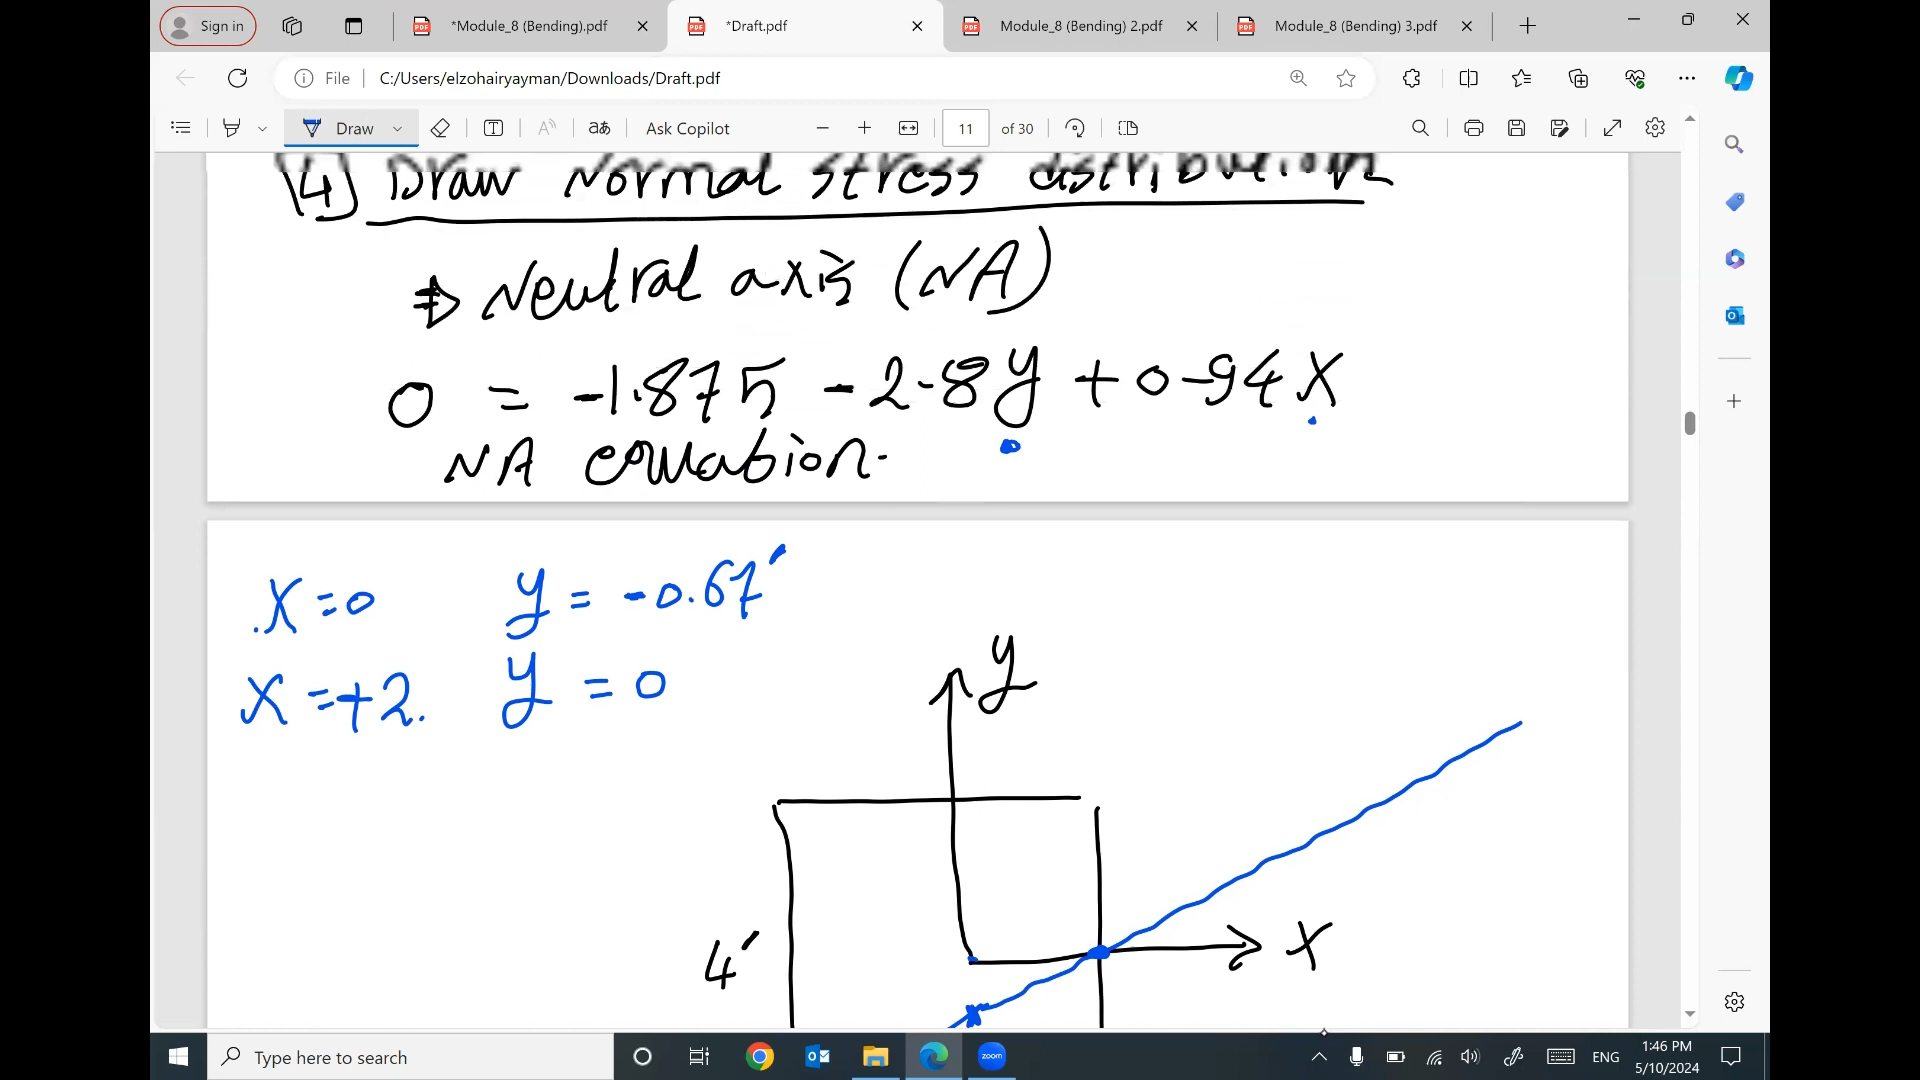 Sign in
*Module_8 (Bending).pdf
*Draft.pdf
Module_8 (Bending) 2.pdf
Module_8 (Bending) 3.pdf
File
C:/Users/elzohairyayman/Downloads/Draft.pdf
Draw
aあ
Ask Copilot
11
of 30
[4] Draw Normal stress distribution
⇒ Neutral axis (NA)
0 = -1.875 - 2.8y + 0.94X
NA equation.
X=0 y = -0.67'
X=+2. y = 0
y
4'
X
Type here to search
zoom
ENG
1:46 PM
5/10/2024